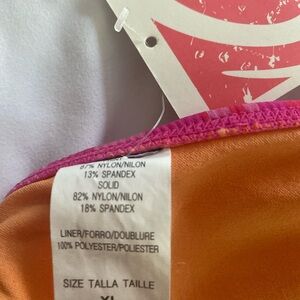 87% NYLON/NILON
13% SPANDEX
SOLID
82% NYLON/NILON
18% SPANDEX
LINER/FORRO/DOUBLURE
100% POLYESTER/POLIESTER
SIZE TALLA TAILLE
XL